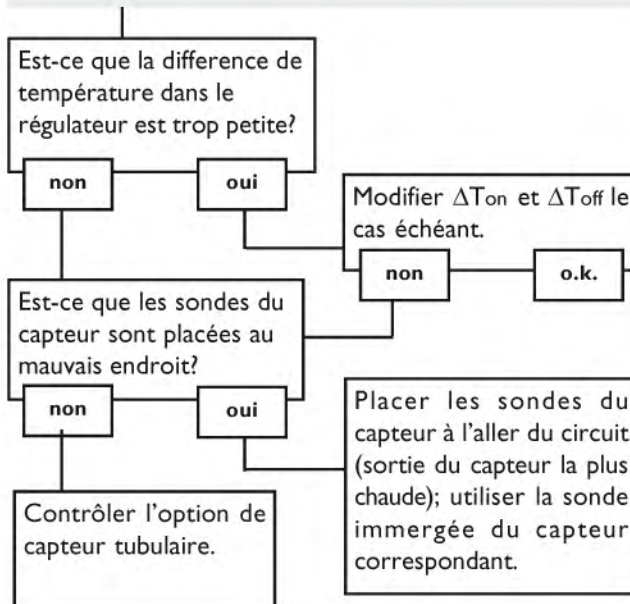 Est-ce que la difference de
température dans le
régulateur est trop petite?
non
oui
Modifier ΔTon et ΔToff le
cas échéant.
non
o.k.
Est-ce que les sondes du
capteur sont placées au
mauvais endroit?
non
oui
Placer les sondes du
capteur à l'aller du circuit
(sortie du capteur la plus
chaude); utiliser la sonde
immergée du capteur
correspondant.
Contrôler l'option de
capteur tubulaire.